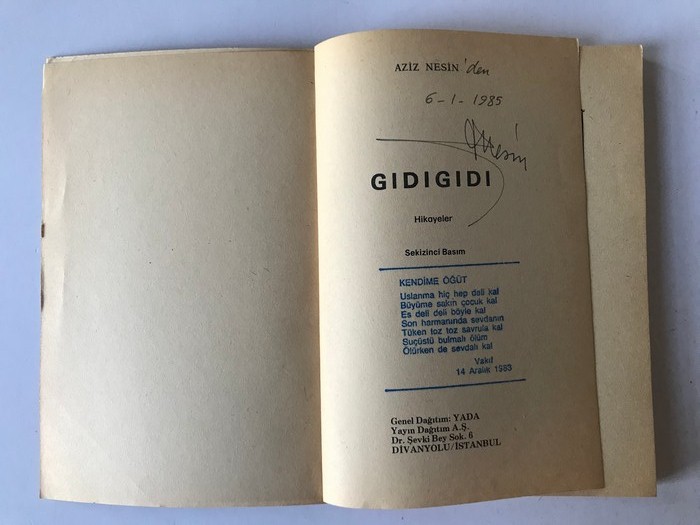 AZİZ NESİN'den
6-1-1985
Nesin
GIDIGIDI
Hikayeler
Sekizinci Basım
KENDİME ÖĞÜT
Uslanma hiç hep deli kal
Büyüme sakın çocuk kal
Es deli deli böyle kal
Son harmanında sevdanın
Tüken toz toz savrula kal
Suçüstü bulmalı ölüm
Ölürken de sevdalı kal
Vakıf
14 Aralık 1983
Genel Dağıtım: YADA
Yayın Dağıtım A.Ş.
Dr. Şevki Bey Sok. 6
DİVANYOLU/İSTANBUL